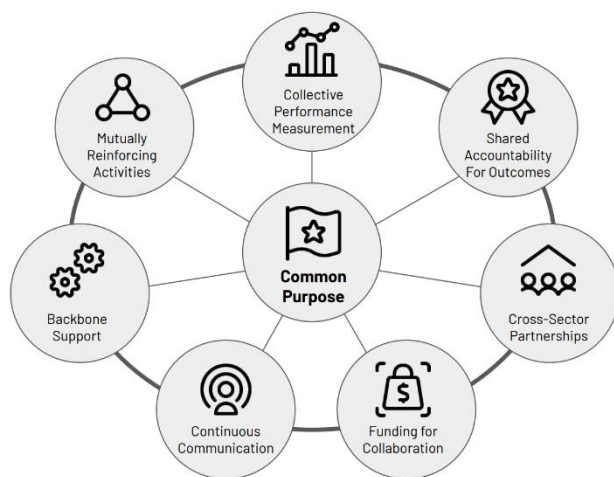 Collective
Performance
Measurement
Mutually
Reinforcing
Activities
Shared
Accountability
For Outcomes
Common
Purpose
Backbone
Support
Cross-Sector
Partnerships
Continuous
Communication
$
Funding for
Collaboration